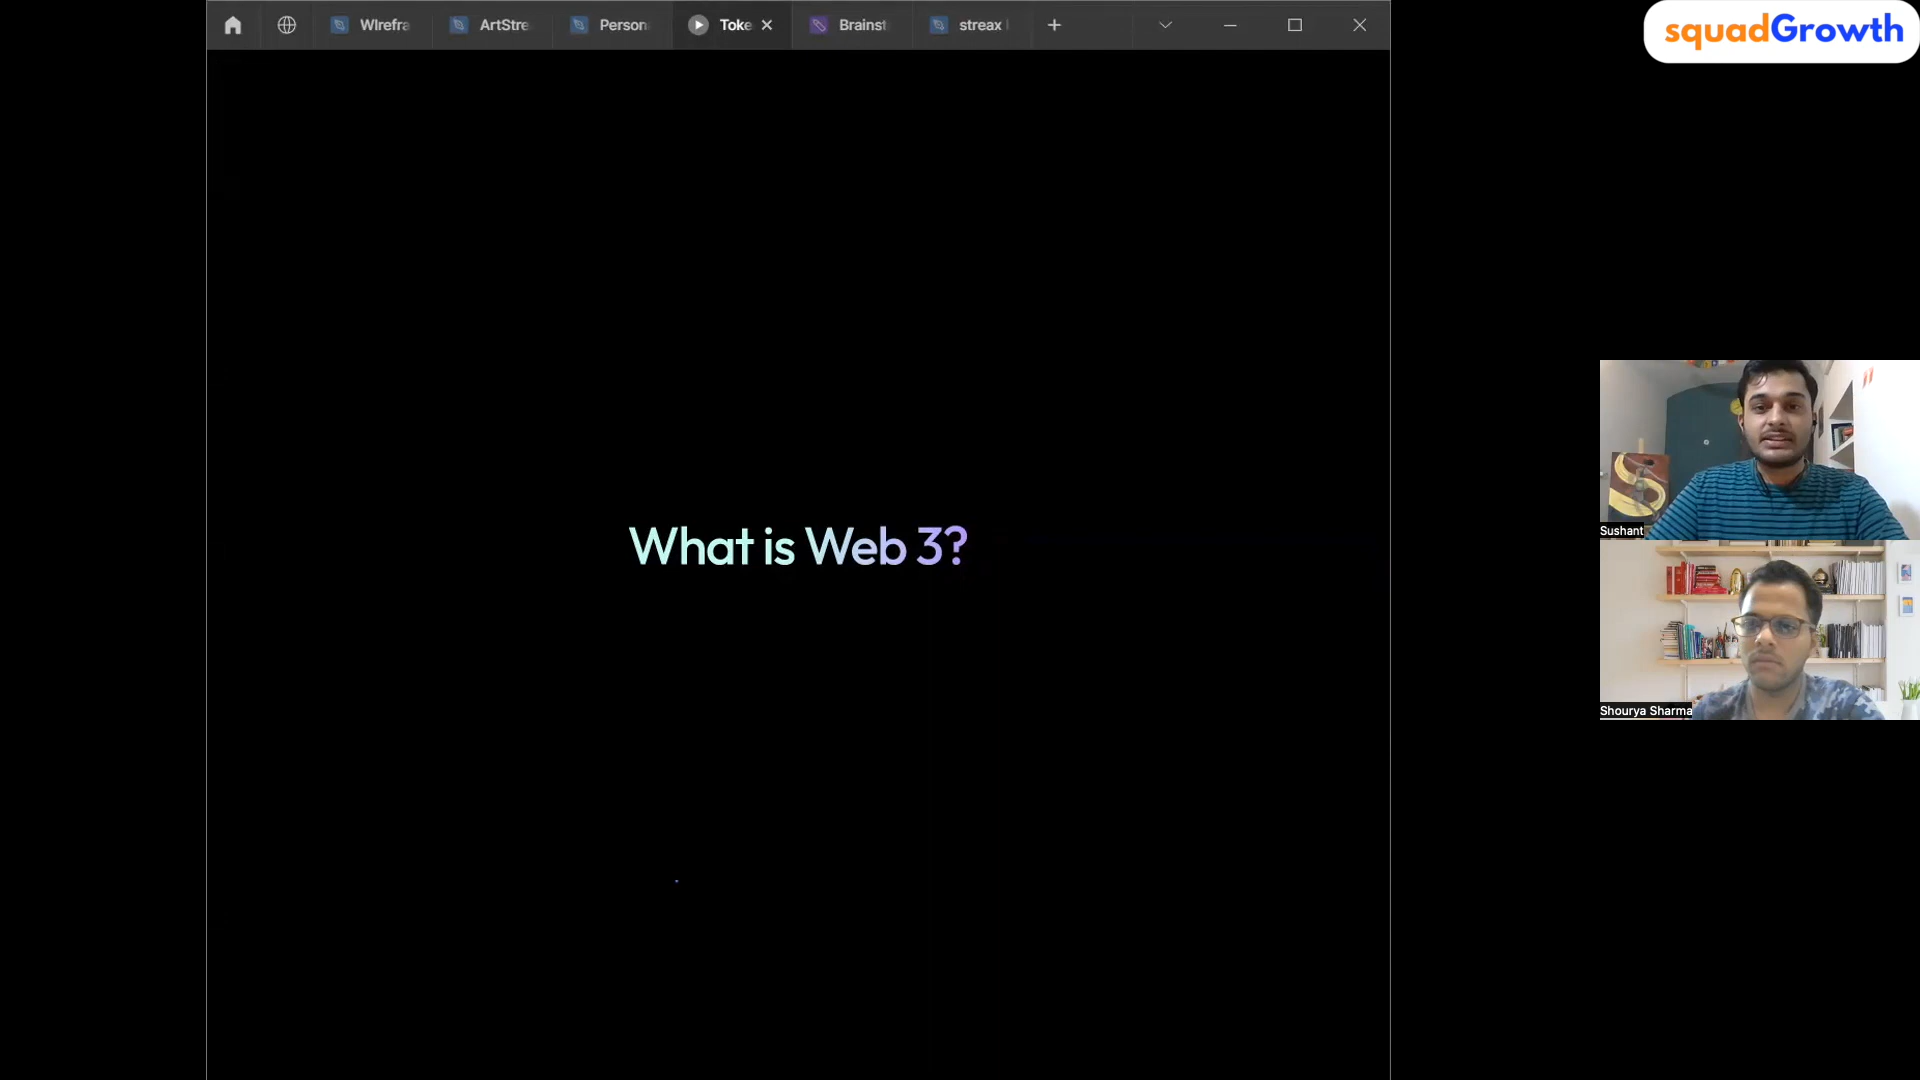 WIrefra
ArtStre
Person
Toke
Brainst
streax
squadGrowth
What is Web 3?
Sushant
Shourya Sharma